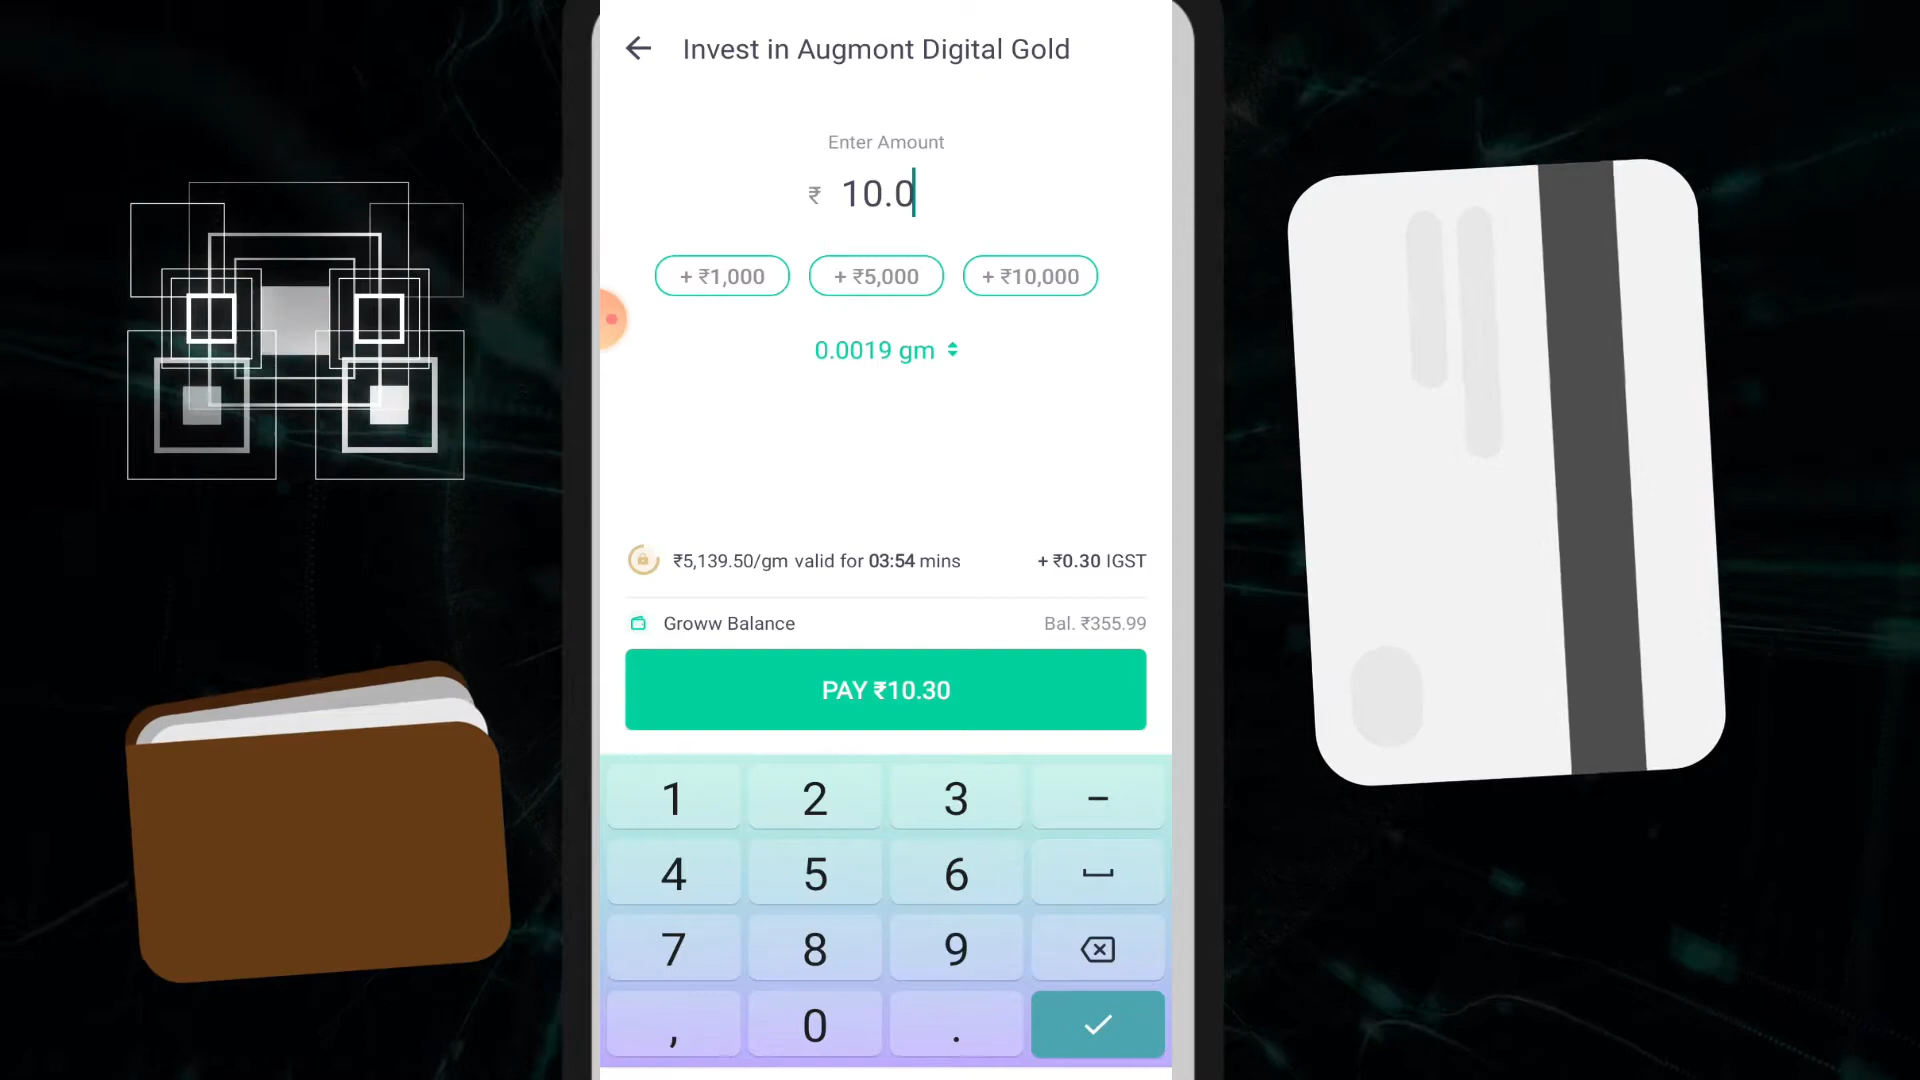 Invest in Augmont Digital Gold
Enter Amount
₹ 10.0
+ ₹1,000 + ₹5,000 + ₹10,000
0.0019 gm
₹5,139.50/gm valid for 03:54 mins + ₹0.30 IGST
Groww Balance Bal. ₹355.99
PAY ₹10.30
1 2 3 −
4 5 6
7 8 9
, 0 .